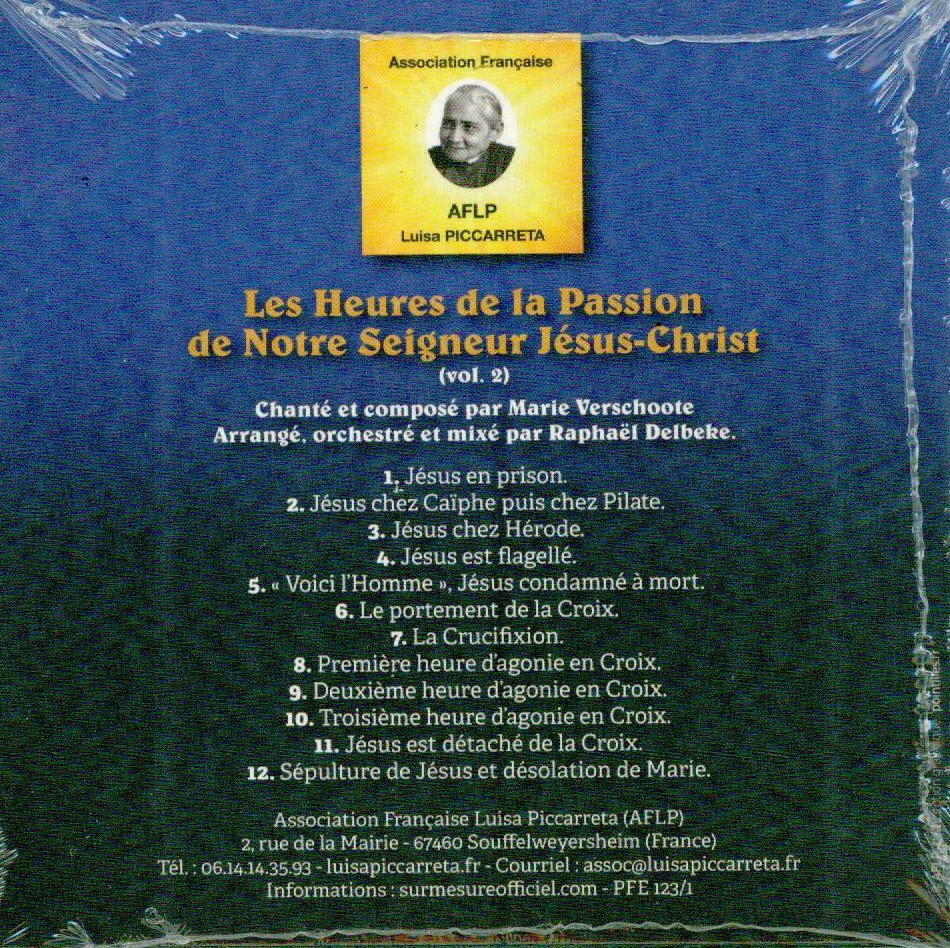 Association Française
AFLP
Luisa PICCARRETA
Les Heures de la Passion
de Notre Seigneur Jésus-Christ
(vol. 2)
Chanté et composé par Marie Verschoote
Arrangé, orchestré et mixé par Raphaël Delbeke.
1. Jésus en prison.
2. Jésus chez Caïphe puis chez Pilate.
3. Jésus chez Hérode.
4. Jésus est flagellé.
5. « Voici l'Homme », Jésus condamné à mort.
6. Le portement de la Croix.
7. La Crucifixion.
8. Première heure d'agonie en Croix.
9. Deuxième heure d'agonie en Croix.
10. Troisième heure d'agonie en Croix.
11. Jésus est détaché de la Croix.
12. Sépulture de Jésus et désolation de Marie.
Association Française Luisa Piccarreta (AFLP)
2, rue de la Mairie - 67460 Souffelweyersheim (France)
Tél. : 06.14.14.35.93 - luisapiccarreta.fr - Courriel : assoc@luisapiccarreta.fr
Informations : surmesureofficiel.com - PFE 123/1